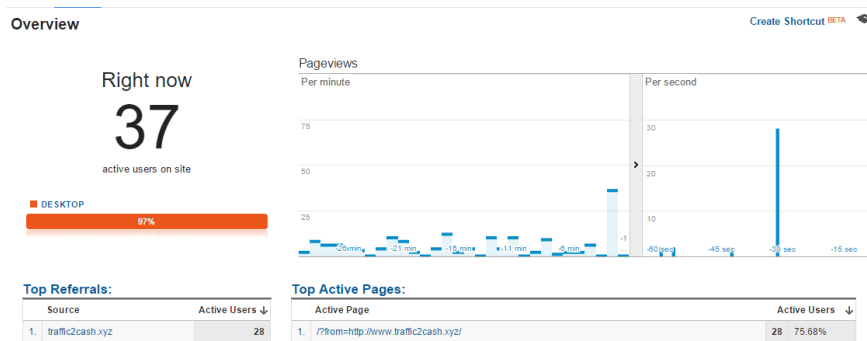 Overview
Create Shortcut BETA
Right now
37
active users on site
DESKTOP
97%
Pageviews
Per minute
75
50
25
-26 min
-21 min
-16 min
-11 min
-6 min
-1
...
Per second
30
20
10
-60 sec
-45 sec
-30 sec
-15 sec
Top Referrals:
Source Active Users
1. traffic2cash.xyz 28
Top Active Pages:
Active Page Active Users
1. /?from=http://www.traffic2cash.xyz/ 28 75.68%